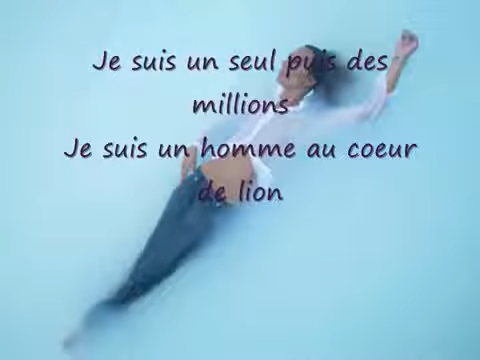 Je suis un seul puis des
millions
Je suis un homme au coeur
de lion